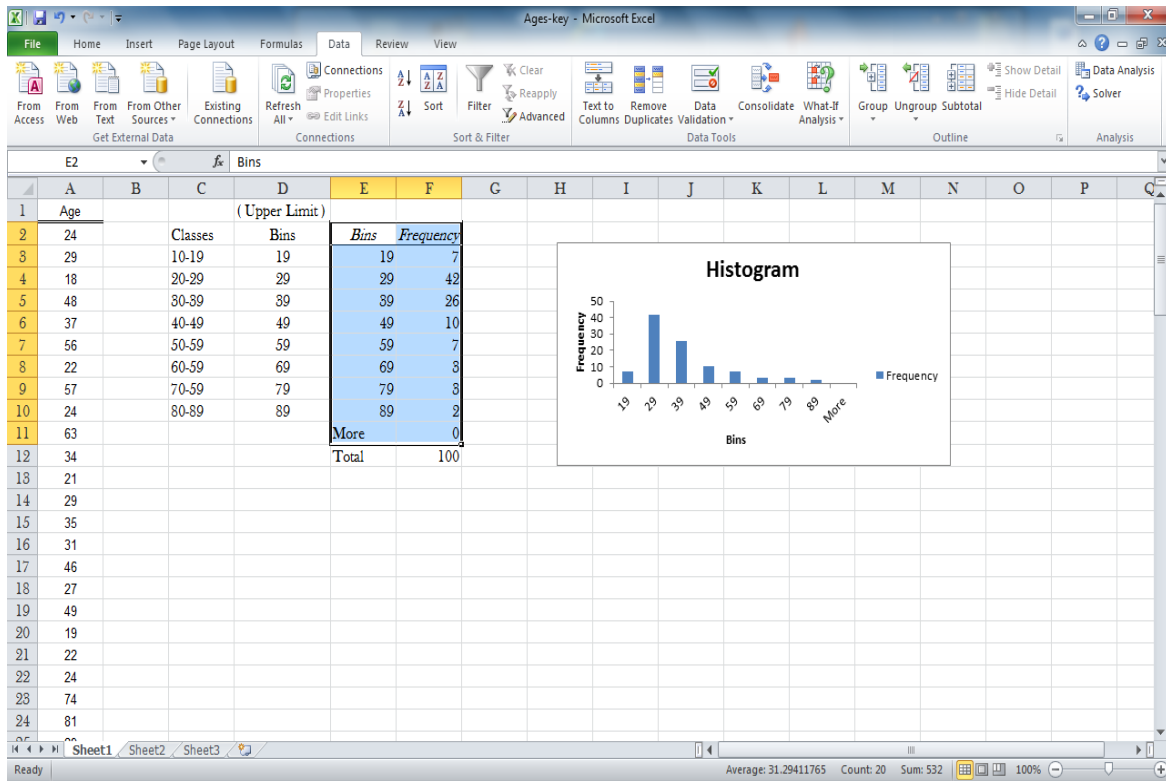 Ages-key - Microsoft Excel
File Home Insert Page Layout Formulas Data Review View
From Access From Web From Text From Other Sources Existing Connections
Get External Data
Refresh All Connections Properties Edit Links
Connections
Sort Filter Clear Reapply Advanced
Sort & Filter
Text to Columns Remove Duplicates Data Validation Consolidate What-If Analysis
Data Tools
Group Ungroup Subtotal Show Detail Hide Detail
Outline
Data Analysis Solver
Analysis
E2 fx Bins
A B C D E F G H I J K L M N O P Q
1 Age (Upper Limit)
2 24 Classes Bins Bins Frequency
3 29 10-19 19 19 7
4 18 20-29 29 29 42
5 48 30-39 39 39 26
6 37 40-49 49 49 10
7 56 50-59 59 59 7
8 22 60-59 69 69 3
9 57 70-59 79 79 3
10 24 80-89 89 89 2
11 63 More 0
12 34 Total 100
13 21
14 29
15 35
16 31
17 46
18 27
19 49
20 19
21 22
22 24
23 74
24 81
Histogram
Frequency
50
40
30
20
10
0
19 29 39 49 59 69 79 89 More
Bins
Frequency
Sheet1 Sheet2 Sheet3
Ready Average: 31.29411765 Count: 20 Sum: 532 100%